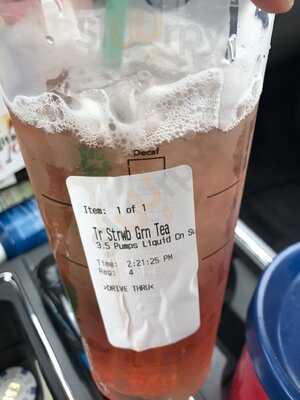 Decaf
Item: 1 of 1
Tr Strwb Grn Tea
3.5 Pumps Liquid Cn Su
Time: 2:21:25 PM
Reg: 4
>DRIVE THRU<